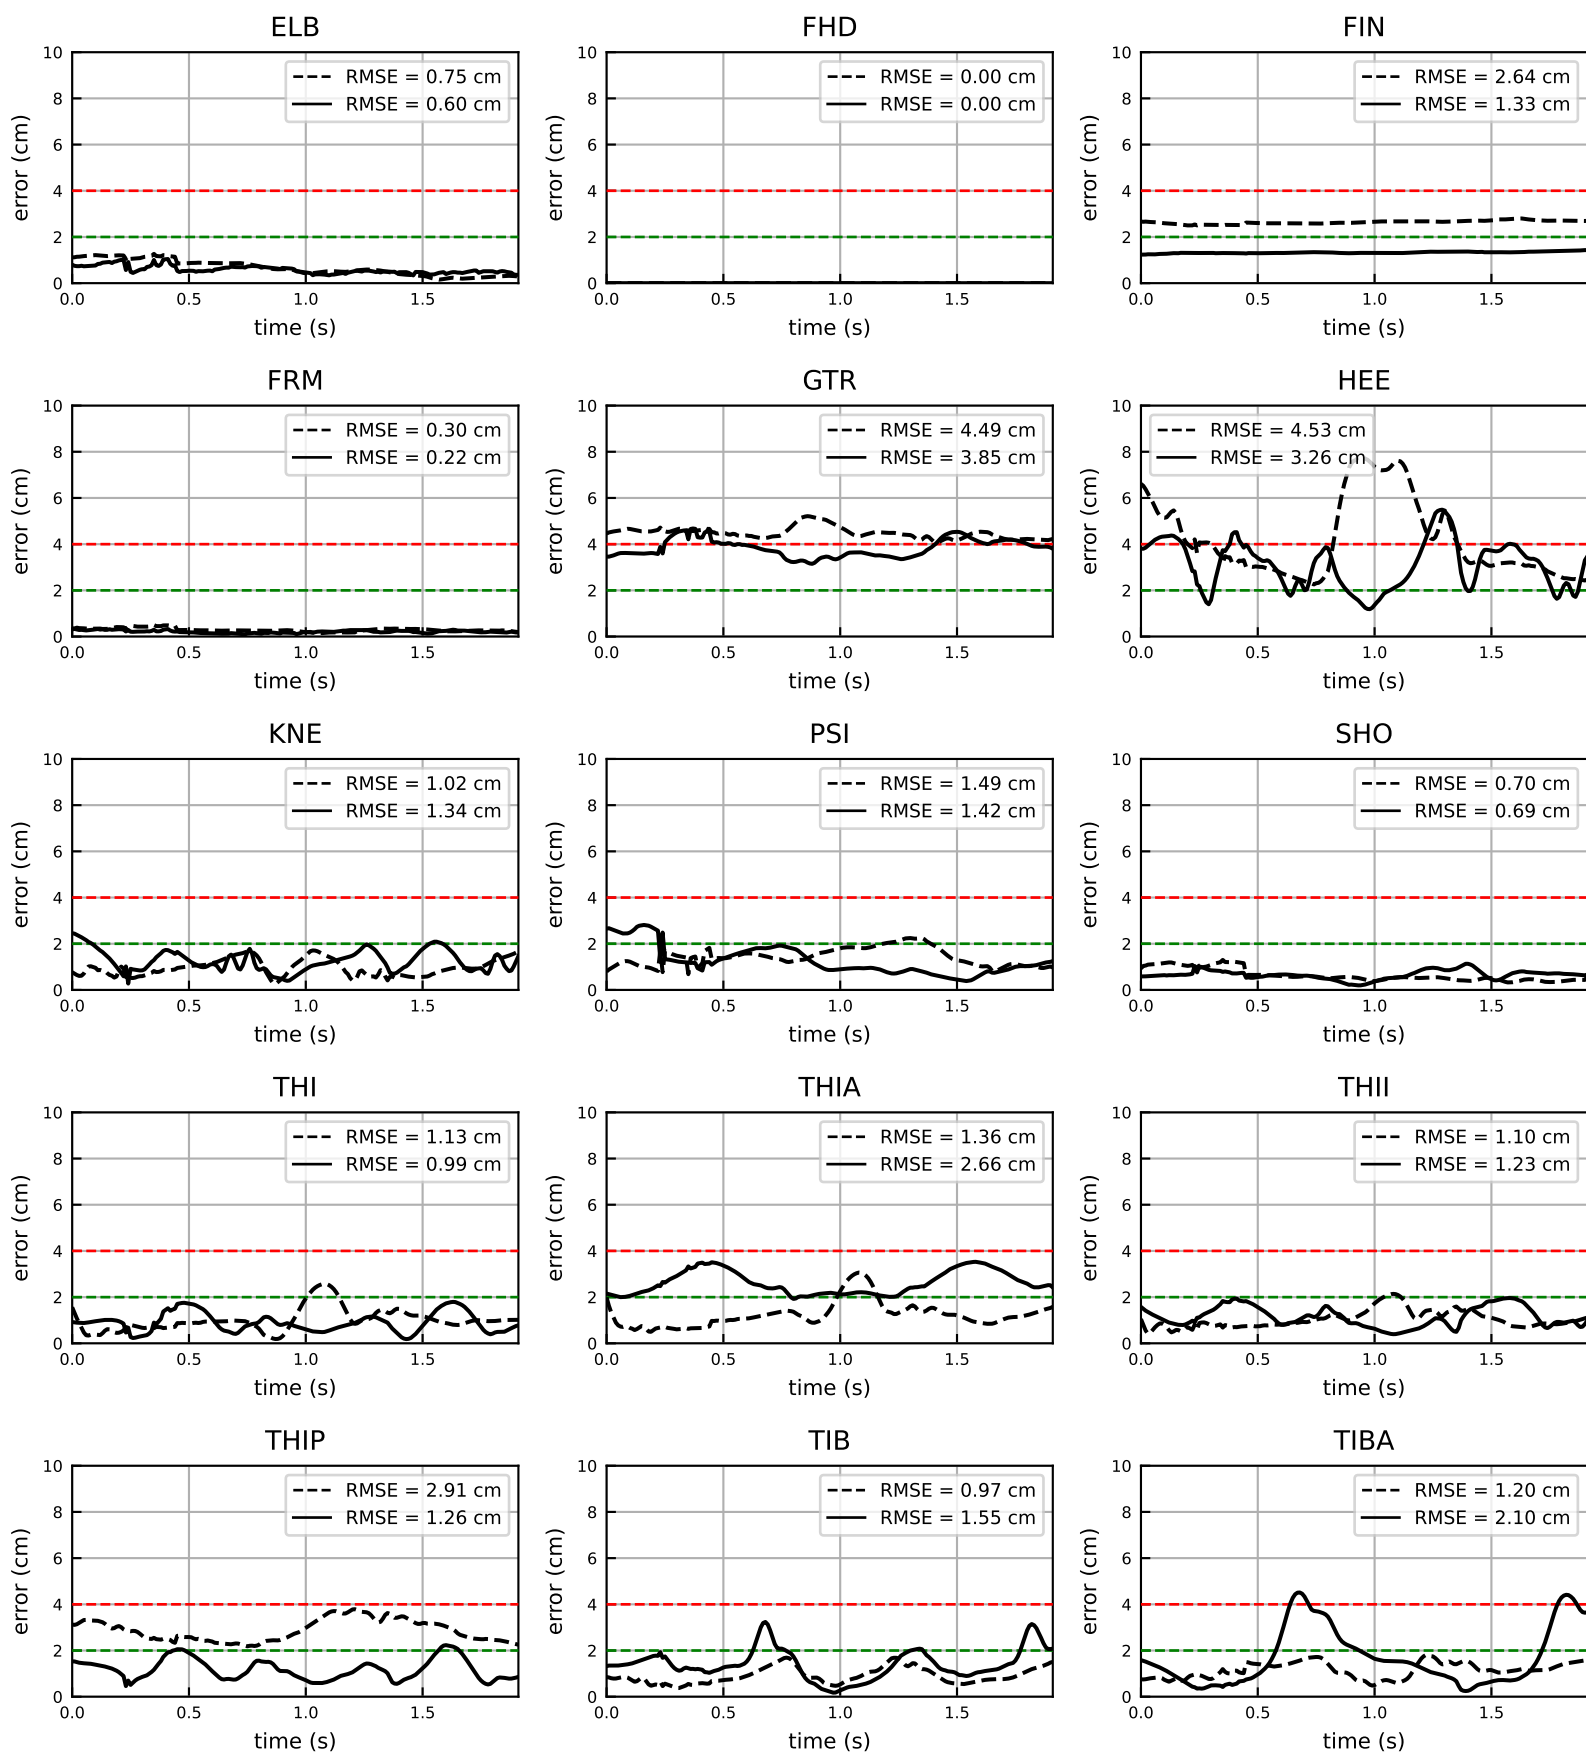 ELB
10
8
6
4
2
0
0.0 0.5 1.0 1.5
error (cm)
time (s)
RMSE = 0.75 cm
RMSE = 0.60 cm
FHD
10
8
6
4
2
0
0.0 0.5 1.0 1.5
error (cm)
time (s)
RMSE = 0.00 cm
RMSE = 0.00 cm
FIN
10
8
6
4
2
0
0.0 0.5 1.0 1.5
error (cm)
time (s)
RMSE = 2.64 cm
RMSE = 1.33 cm
FRM
10
8
6
4
2
0
0.0 0.5 1.0 1.5
error (cm)
time (s)
RMSE = 0.30 cm
RMSE = 0.22 cm
GTR
10
8
6
4
2
0
0.0 0.5 1.0 1.5
error (cm)
time (s)
RMSE = 4.49 cm
RMSE = 3.85 cm
HEE
10
8
6
4
2
0
0.0 0.5 1.0 1.5
error (cm)
time (s)
RMSE = 4.53 cm
RMSE = 3.26 cm
KNE
10
8
6
4
2
0
0.0 0.5 1.0 1.5
error (cm)
time (s)
RMSE = 1.02 cm
RMSE = 1.34 cm
PSI
10
8
6
4
2
0
0.0 0.5 1.0 1.5
error (cm)
time (s)
RMSE = 1.49 cm
RMSE = 1.42 cm
SHO
10
8
6
4
2
0
0.0 0.5 1.0 1.5
error (cm)
time (s)
RMSE = 0.70 cm
RMSE = 0.69 cm
THI
10
8
6
4
2
0
0.0 0.5 1.0 1.5
error (cm)
time (s)
RMSE = 1.13 cm
RMSE = 0.99 cm
THIA
10
8
6
4
2
0
0.0 0.5 1.0 1.5
error (cm)
time (s)
RMSE = 1.36 cm
RMSE = 2.66 cm
THII
10
8
6
4
2
0
0.0 0.5 1.0 1.5
error (cm)
time (s)
RMSE = 1.10 cm
RMSE = 1.23 cm
THIP
10
8
6
4
2
0
0.0 0.5 1.0 1.5
error (cm)
time (s)
RMSE = 2.91 cm
RMSE = 1.26 cm
TIB
10
8
6
4
2
0
0.0 0.5 1.0 1.5
error (cm)
time (s)
RMSE = 0.97 cm
RMSE = 1.55 cm
TIBA
10
8
6
4
2
0
0.0 0.5 1.0 1.5
error (cm)
time (s)
RMSE = 1.20 cm
RMSE = 2.10 cm